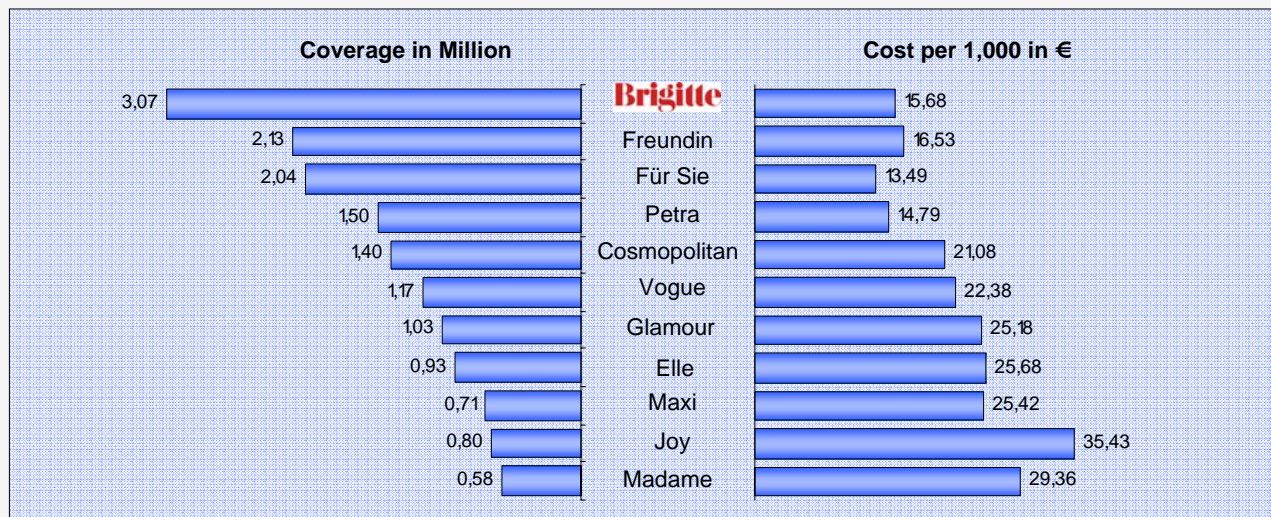 Coverage in Million Cost per 1,000 in €
3,07 Brigitte 15,68
2,13 Freundin 16,53
2,04 Für Sie 13,49
1,50 Petra 14,79
1,40 Cosmopolitan 21,08
1,17 Vogue 22,38
1,03 Glamour 25,18
0,93 Elle 25,68
0,71 Maxi 25,42
0,80 Joy 35,43
0,58 Madame 29,36